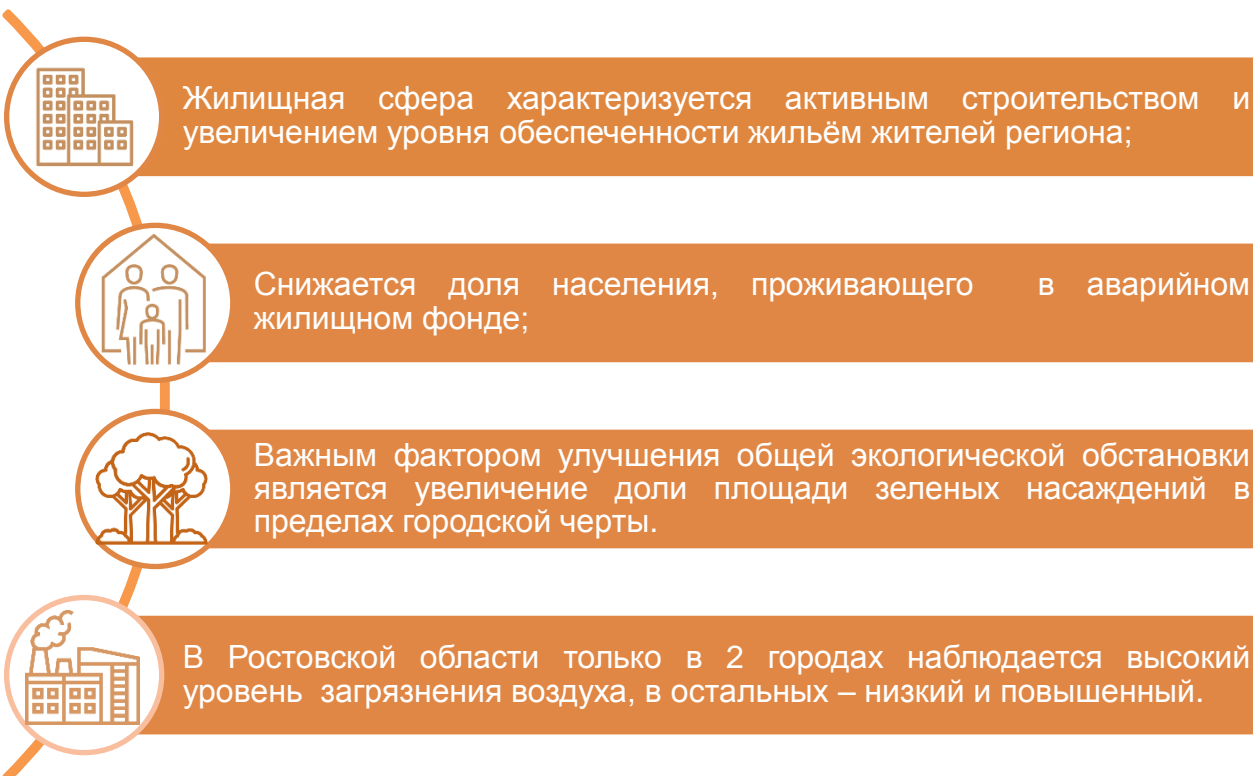 Жилищная сфера характеризуется активным строительством и
увеличением уровня обеспеченности жильём жителей региона;
Снижается доля населения, проживающего в аварийном
жилищном фонде;
Важным фактором улучшения общей экологической обстановки
является увеличение доли площади зеленых насаждений в
пределах городской черты.
В Ростовской области только в 2 городах наблюдается высокий
уровень загрязнения воздуха, в остальных – низкий и повышенный.